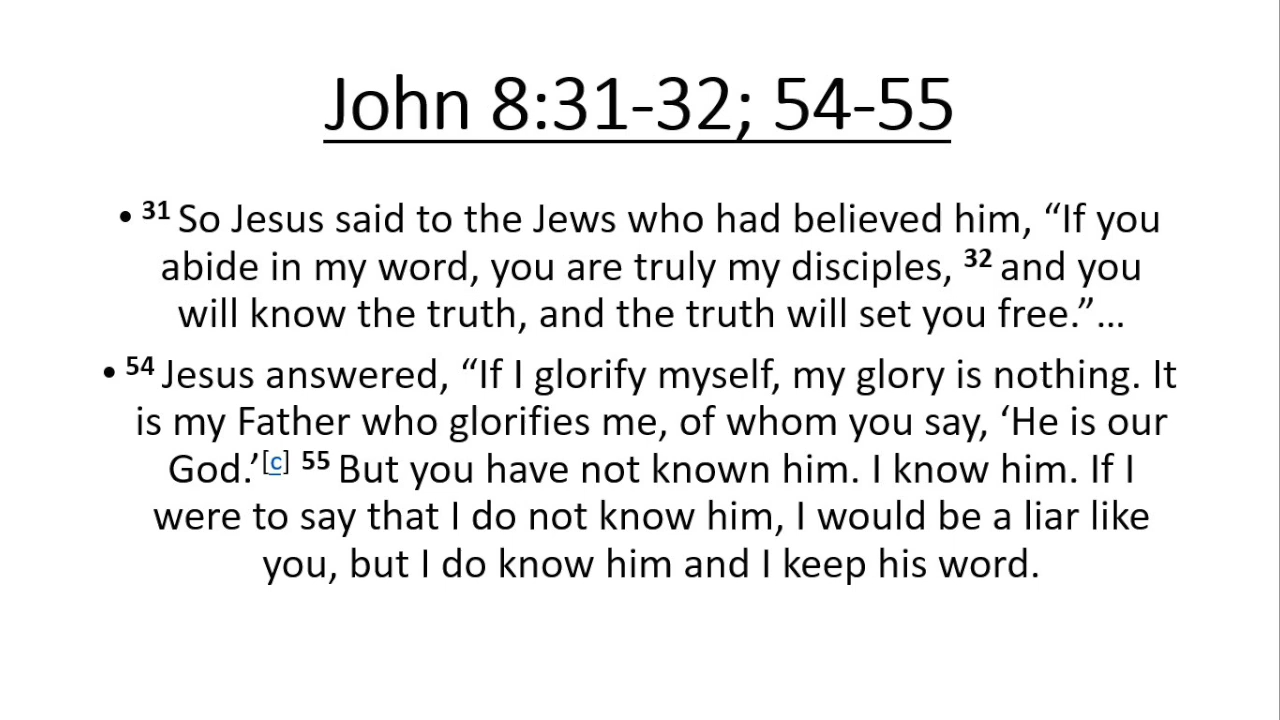 John 8:31-32; 54-55
• 31 So Jesus said to the Jews who had believed him, “If you
abide in my word, you are truly my disciples, 32 and you
will know the truth, and the truth will set you free.”…
• 54 Jesus answered, “If I glorify myself, my glory is nothing. It
is my Father who glorifies me, of whom you say, ‘He is our
God.’[c] 55 But you have not known him. I know him. If I
were to say that I do not know him, I would be a liar like
you, but I do know him and I keep his word.